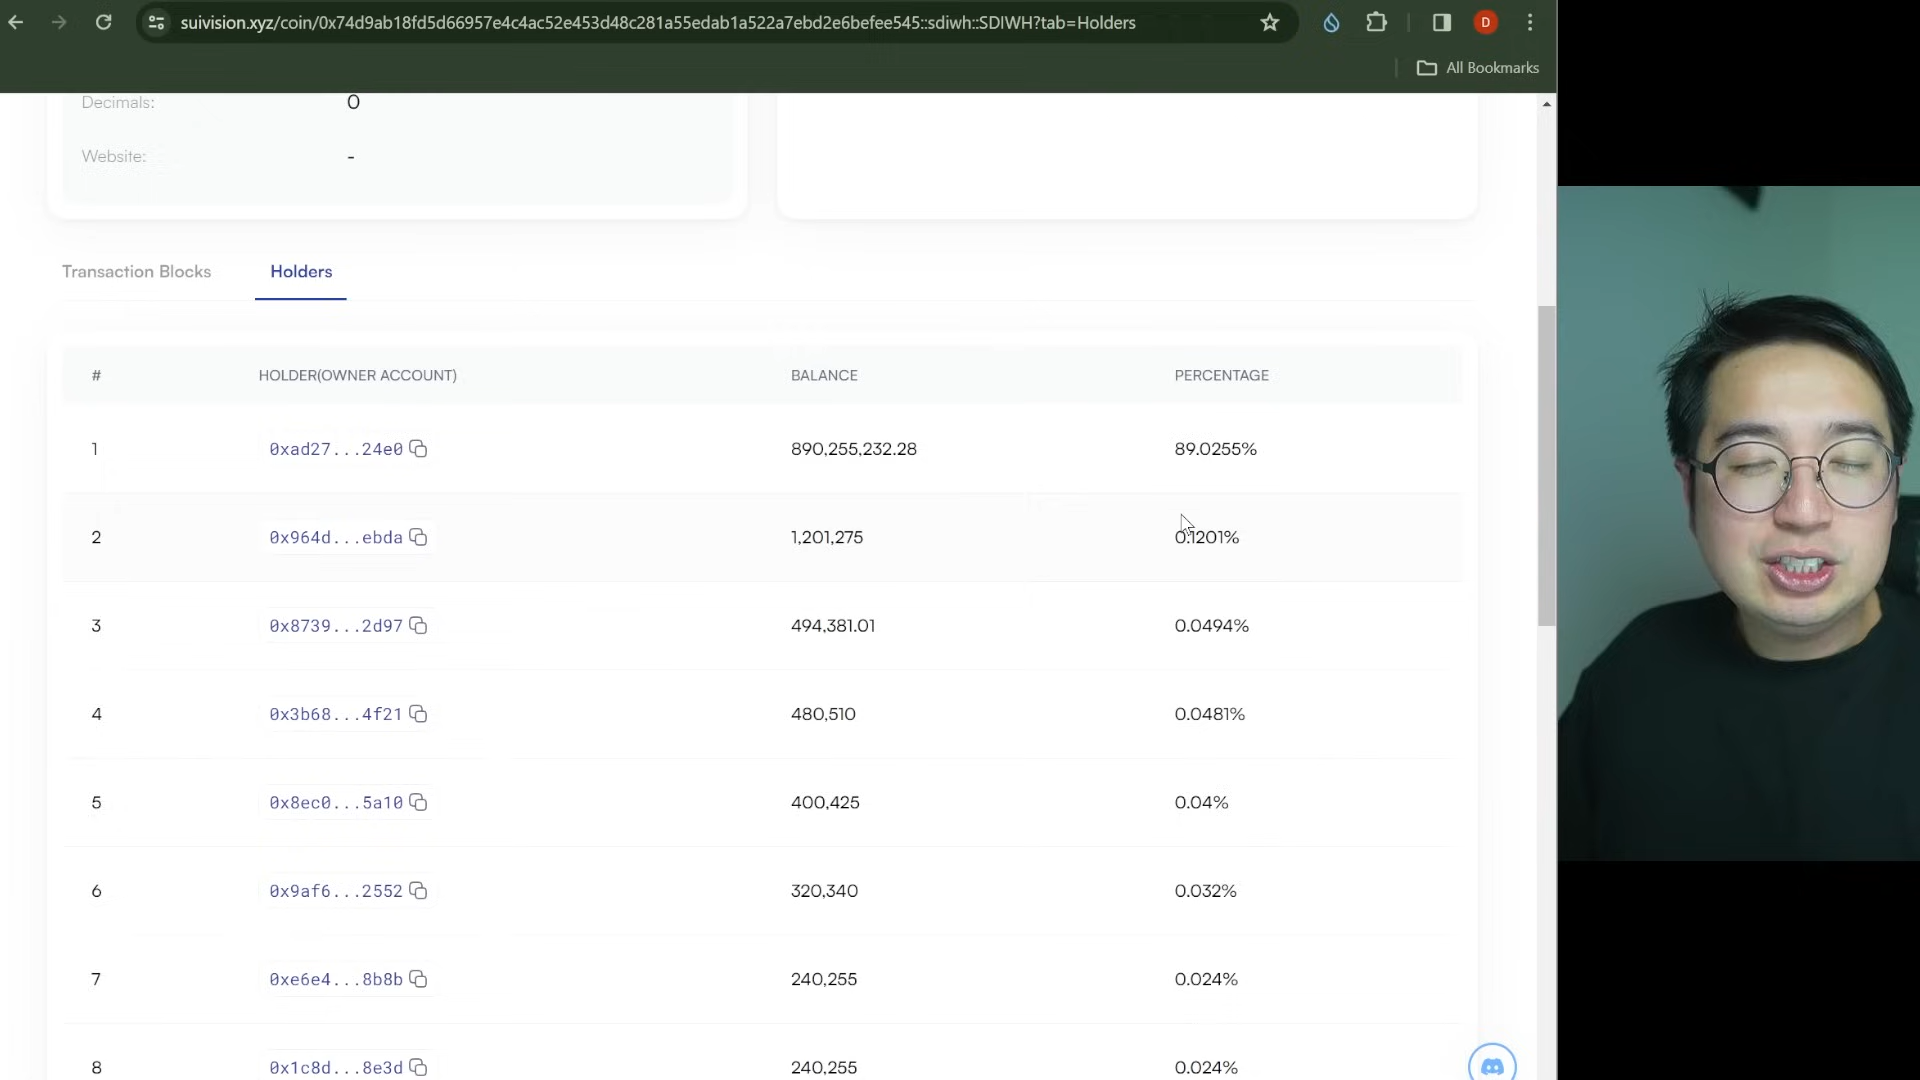 suivision.xyz/coin/0x74d9ab18fd5d66957e4c4ac52e453d48c281a55edab1a522a7ebd2e6befee545::sdiwh::SDIWH?tab=Holders
D
All Bookmarks
Decimals: 0
Website: -
Transaction Blocks Holders
# HOLDER(OWNER ACCOUNT) BALANCE PERCENTAGE
1 0xad27...24e0 890,255,232.28 89.0255%
2 0x964d...ebda 1,201,275 0.1201%
3 0x8739...2d97 494,381.01 0.0494%
4 0x3b68...4f21 480,510 0.0481%
5 0x8ec0...5a10 400,425 0.04%
6 0x9af6...2552 320,340 0.032%
7 0xe6e4...8b8b 240,255 0.024%
8 0x1c8d...8e3d 240,255 0.024%